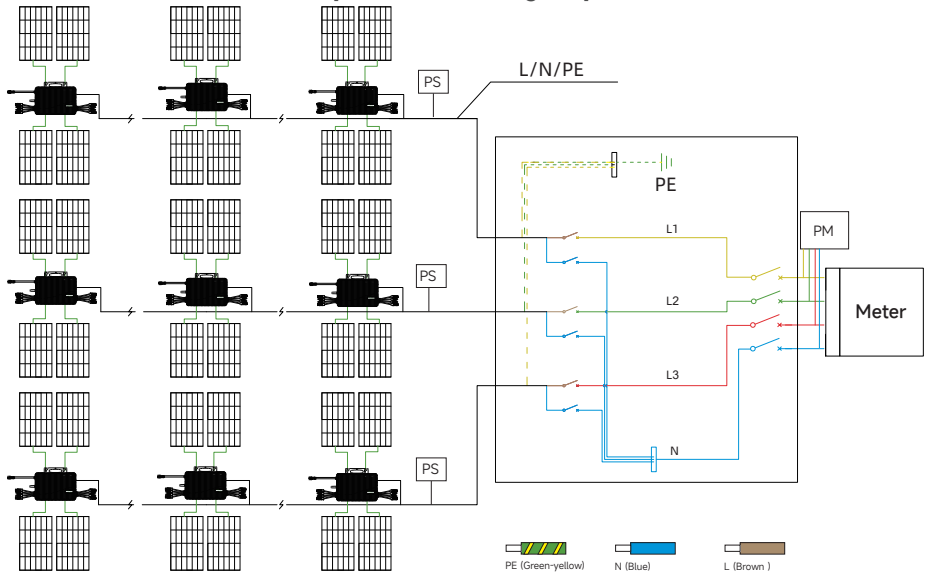 PS
L/N/PE
PE
L1
PM
PS
L2
Meter
L3
PS
N
PE (Green-yellow)
N (Blue)
L (Brown )